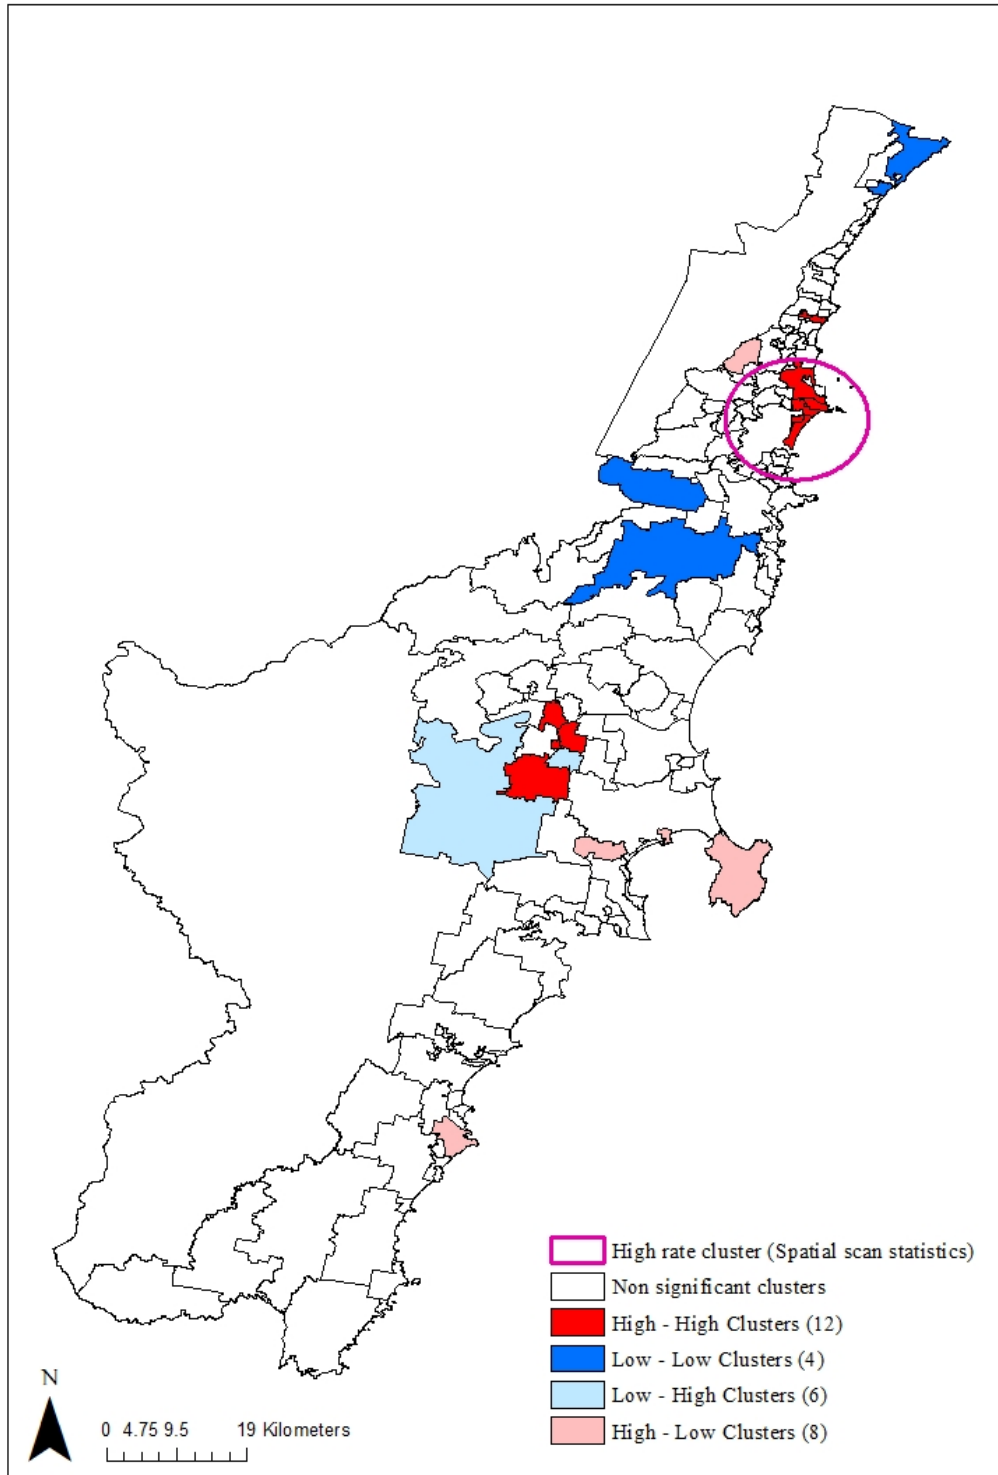 High rate cluster (Spatial scan statistics)
Non significant clusters
High - High Clusters (12)
Low - Low Clusters (4)
Low - High Clusters (6)
High - Low Clusters (8)
N
0 4.75 9.5 19 Kilometers